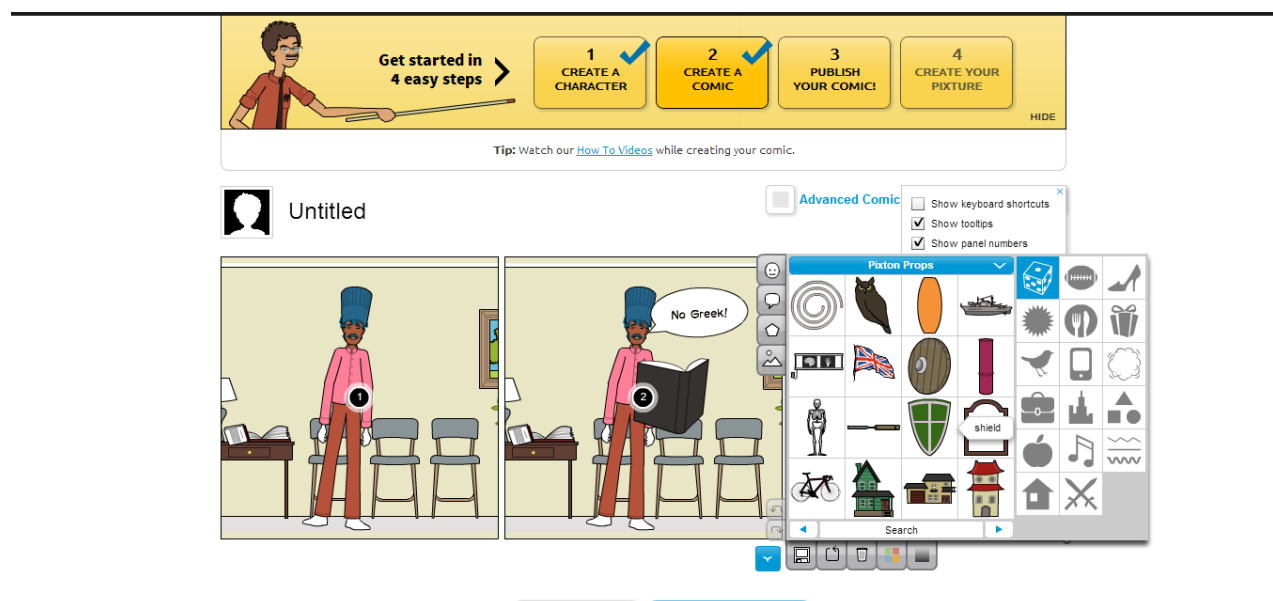 Get started in
4 easy steps
1
CREATE A
CHARACTER
2
CREATE A
COMIC
3
PUBLISH
YOUR COMIC!
4
CREATE YOUR
PIXTURE
HIDE
Tip: Watch our How To Videos while creating your comic.
Untitled
Advanced Comic
Show keyboard shortcuts
Show tooltips
Show panel numbers
Pixton Props
No Greek!
1
2
shield
Search